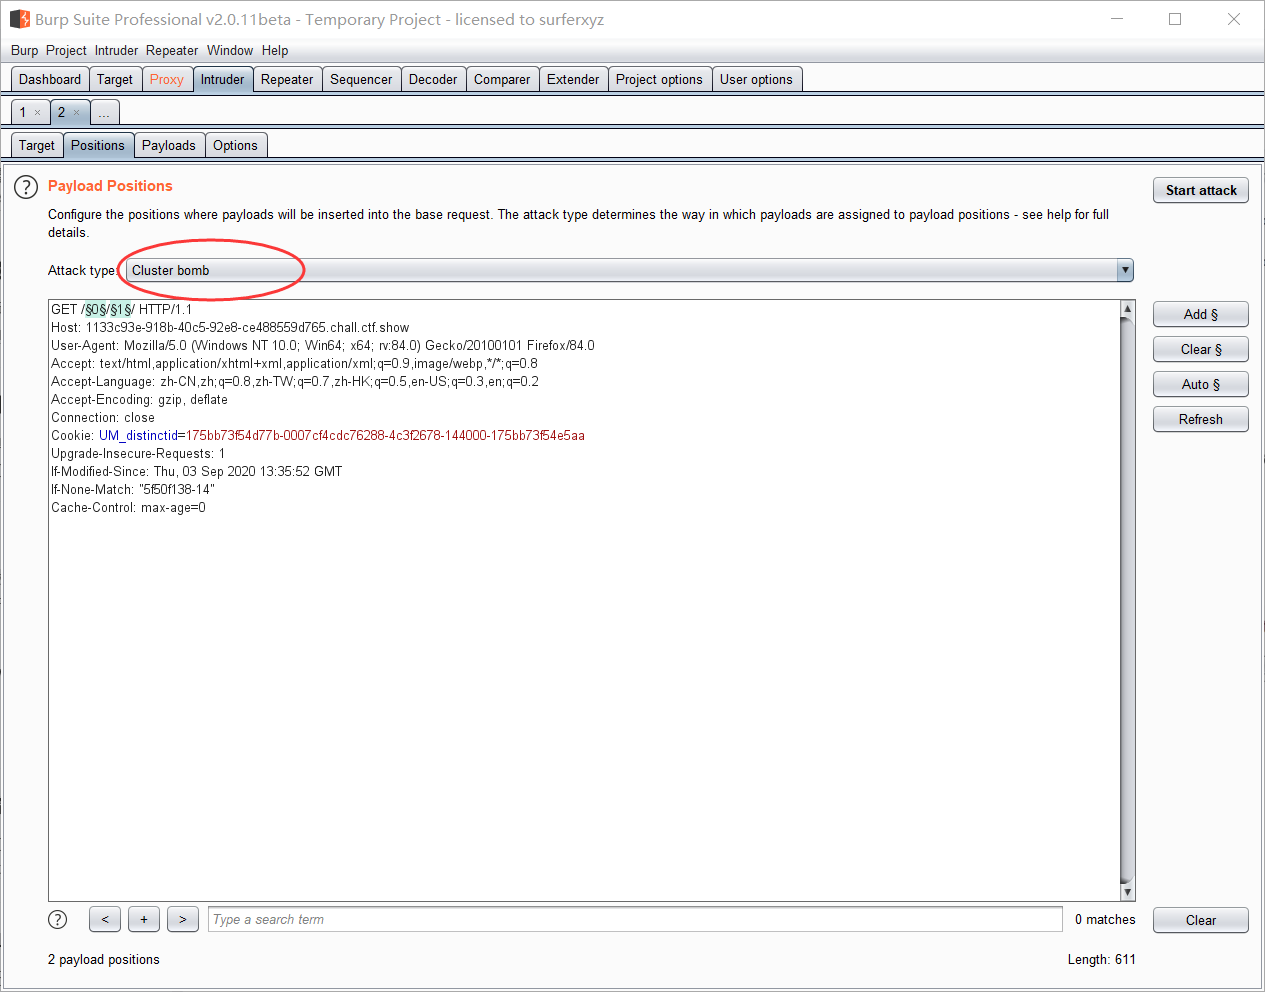 Burp Suite Professional v2.0.11beta - Temporary Project - licensed to surferxyz
Burp Project Intruder Repeater Window Help
Dashboard Target Proxy Intruder Repeater Sequencer Decoder Comparer Extender Project options User options
1 × 2 × ...
Target Positions Payloads Options
? Payload Positions
Start attack
Configure the positions where payloads will be inserted into the base request. The attack type determines the way in which payloads are assigned to payload positions - see help for full
details.
Attack type: Cluster bomb
GET /§0§/§1§/ HTTP/1.1
Host: 1133c93e-918b-40c5-92e8-ce488559d765.chall.ctf.show
User-Agent: Mozilla/5.0 (Windows NT 10.0; Win64; x64; rv:84.0) Gecko/20100101 Firefox/84.0
Accept: text/html,application/xhtml+xml,application/xml;q=0.9,image/webp,*/*;q=0.8
Accept-Language: zh-CN,zh;q=0.8,zh-TW;q=0.7,zh-HK;q=0.5,en-US;q=0.3,en;q=0.2
Accept-Encoding: gzip, deflate
Connection: close
Cookie: UM_distinctid=175bb73f54d77b-0007cf4cdc76288-4c3f2678-144000-175bb73f54e5aa
Upgrade-Insecure-Requests: 1
If-Modified-Since: Thu, 03 Sep 2020 13:35:52 GMT
If-None-Match: "5f50f138-14"
Cache-Control: max-age=0
Add §
Clear §
Auto §
Refresh
? < + > Type a search term 0 matches Clear
2 payload positions Length: 611